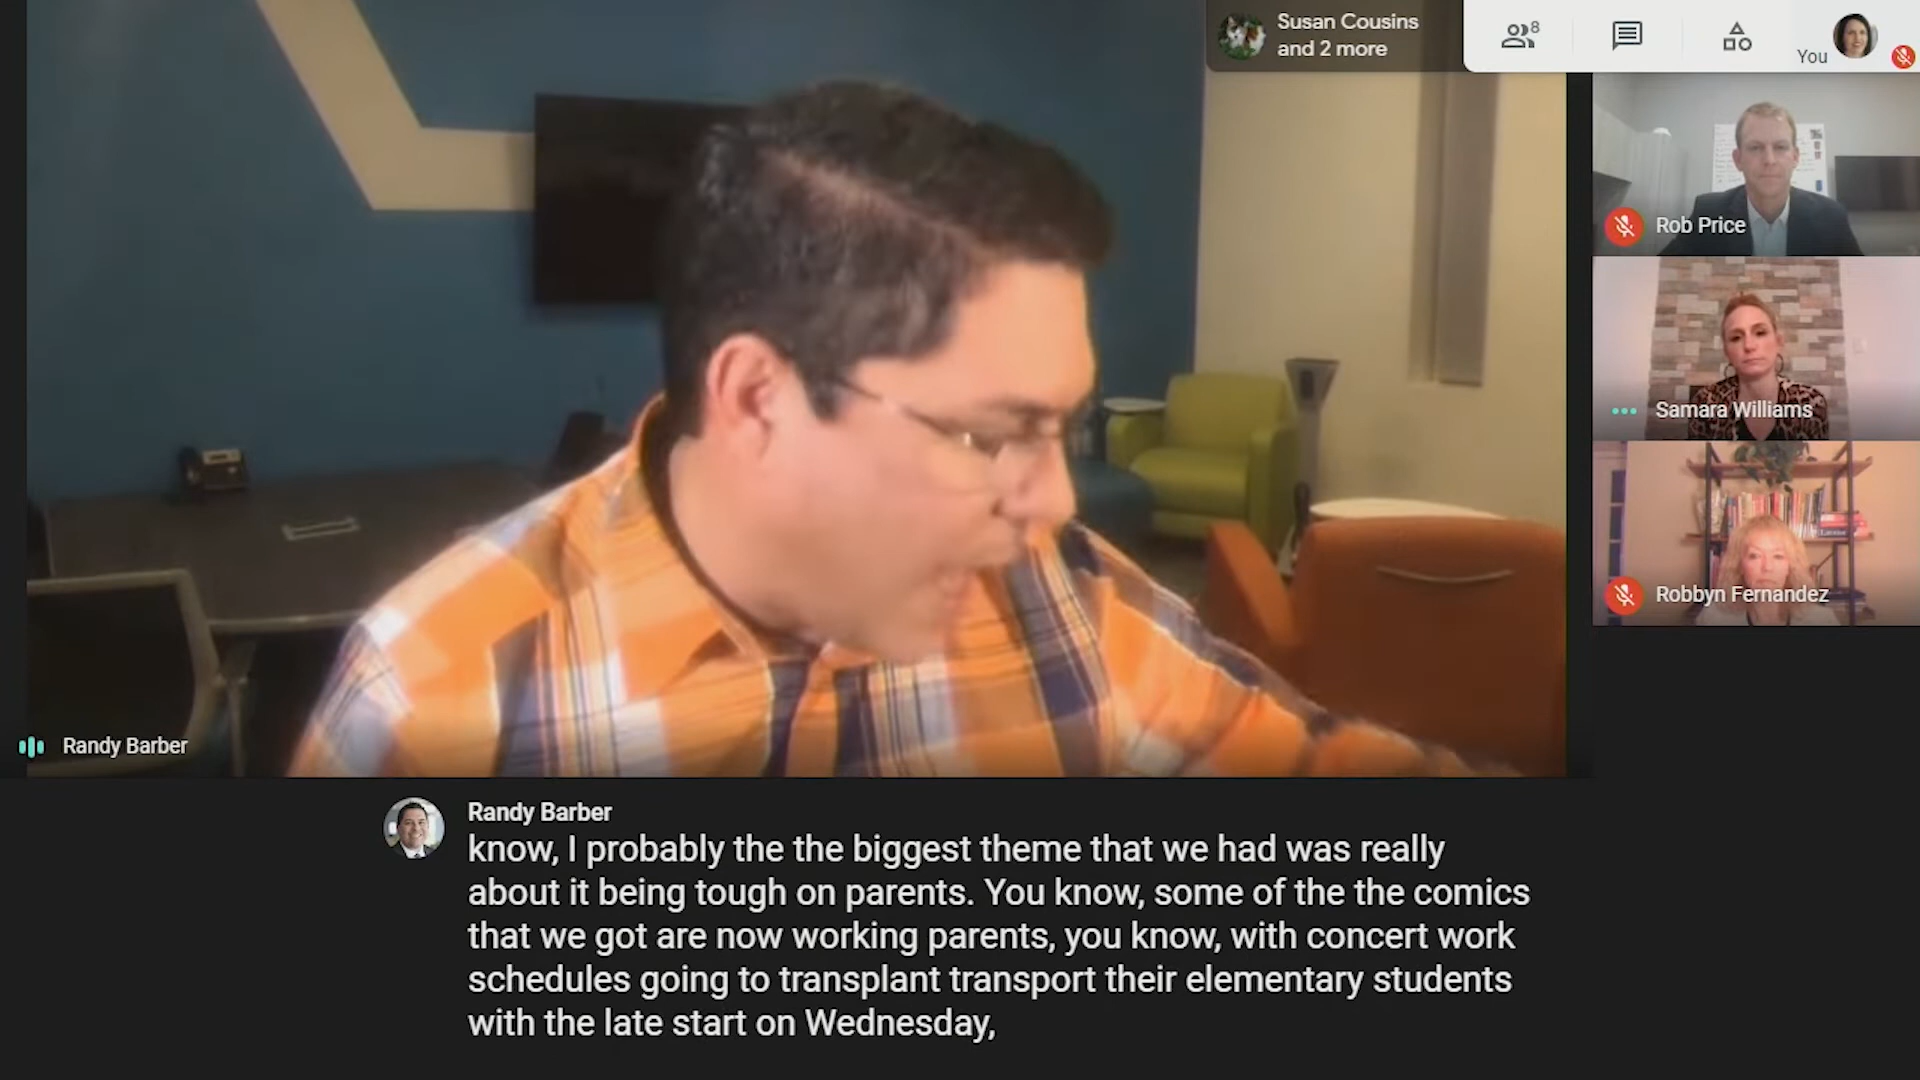 Susan Cousins
and 2 more
8
You
Rob Price
Samara Williams
Robbyn Fernandez
Randy Barber
Randy Barber
know, I probably the the biggest theme that we had was really
about it being tough on parents. You know, some of the the comics
that we got are now working parents, you know, with concert work
schedules going to transplant transport their elementary students
with the late start on Wednesday,